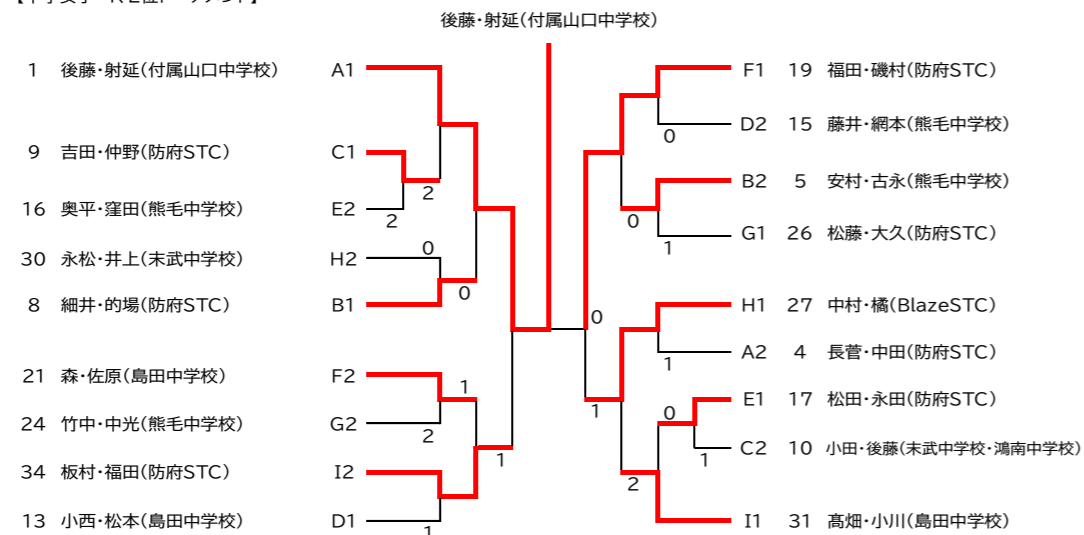 後藤・射延(付属山口中学校)
1 後藤・射延(付属山口中学校) A1
9 吉田・仲野(防府STC) C1
2
16 奥平・窪田(熊毛中学校) E2
2
30 永松・井上(末武中学校) H2
0
8 細井・的場(防府STC) B1
0
21 森・佐原(島田中学校) F2
1
24 竹中・中光(熊毛中学校) G2
2
34 板村・福田(防府STC) I2
1
13 小西・松本(島田中学校) D1
1
F1 19 福田・磯村(防府STC)
D2 15 藤井・網本(熊毛中学校)
0
B2 5 安村・古永(熊毛中学校)
0
G1 26 松藤・大久(防府STC)
1
0
H1 27 中村・橘(BlazeSTC)
A2 4 長菅・中田(防府STC)
1
E1 17 松田・永田(防府STC)
1
0
C2 10 小田・後藤(末武中学校・鴻南中学校)
1
2
I1 31 髙畑・小川(島田中学校)